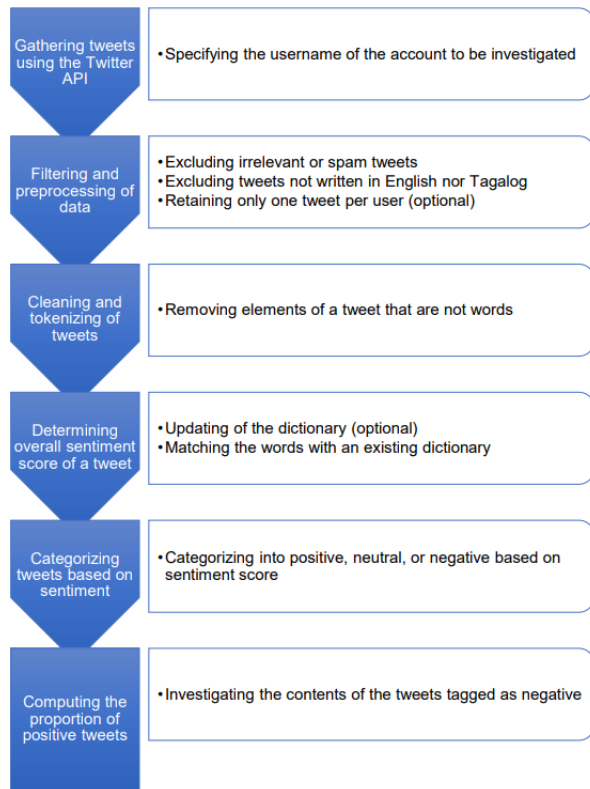 Gathering tweets
using the Twitter
API
•Specifying the username of the account to be investigated
Filtering and
preprocessing of
data
•Excluding irrelevant or spam tweets
•Excluding tweets not written in English nor Tagalog
•Retaining only one tweet per user (optional)
Cleaning and
tokenizing of
tweets
•Removing elements of a tweet that are not words
Determining
overall sentiment
score of a tweet
•Updating of the dictionary (optional)
•Matching the words with an existing dictionary
Categorizing
tweets based on
sentiment
•Categorizing into positive, neutral, or negative based on
sentiment score
Computing the
proportion of
positive tweets
•Investigating the contents of the tweets tagged as negative